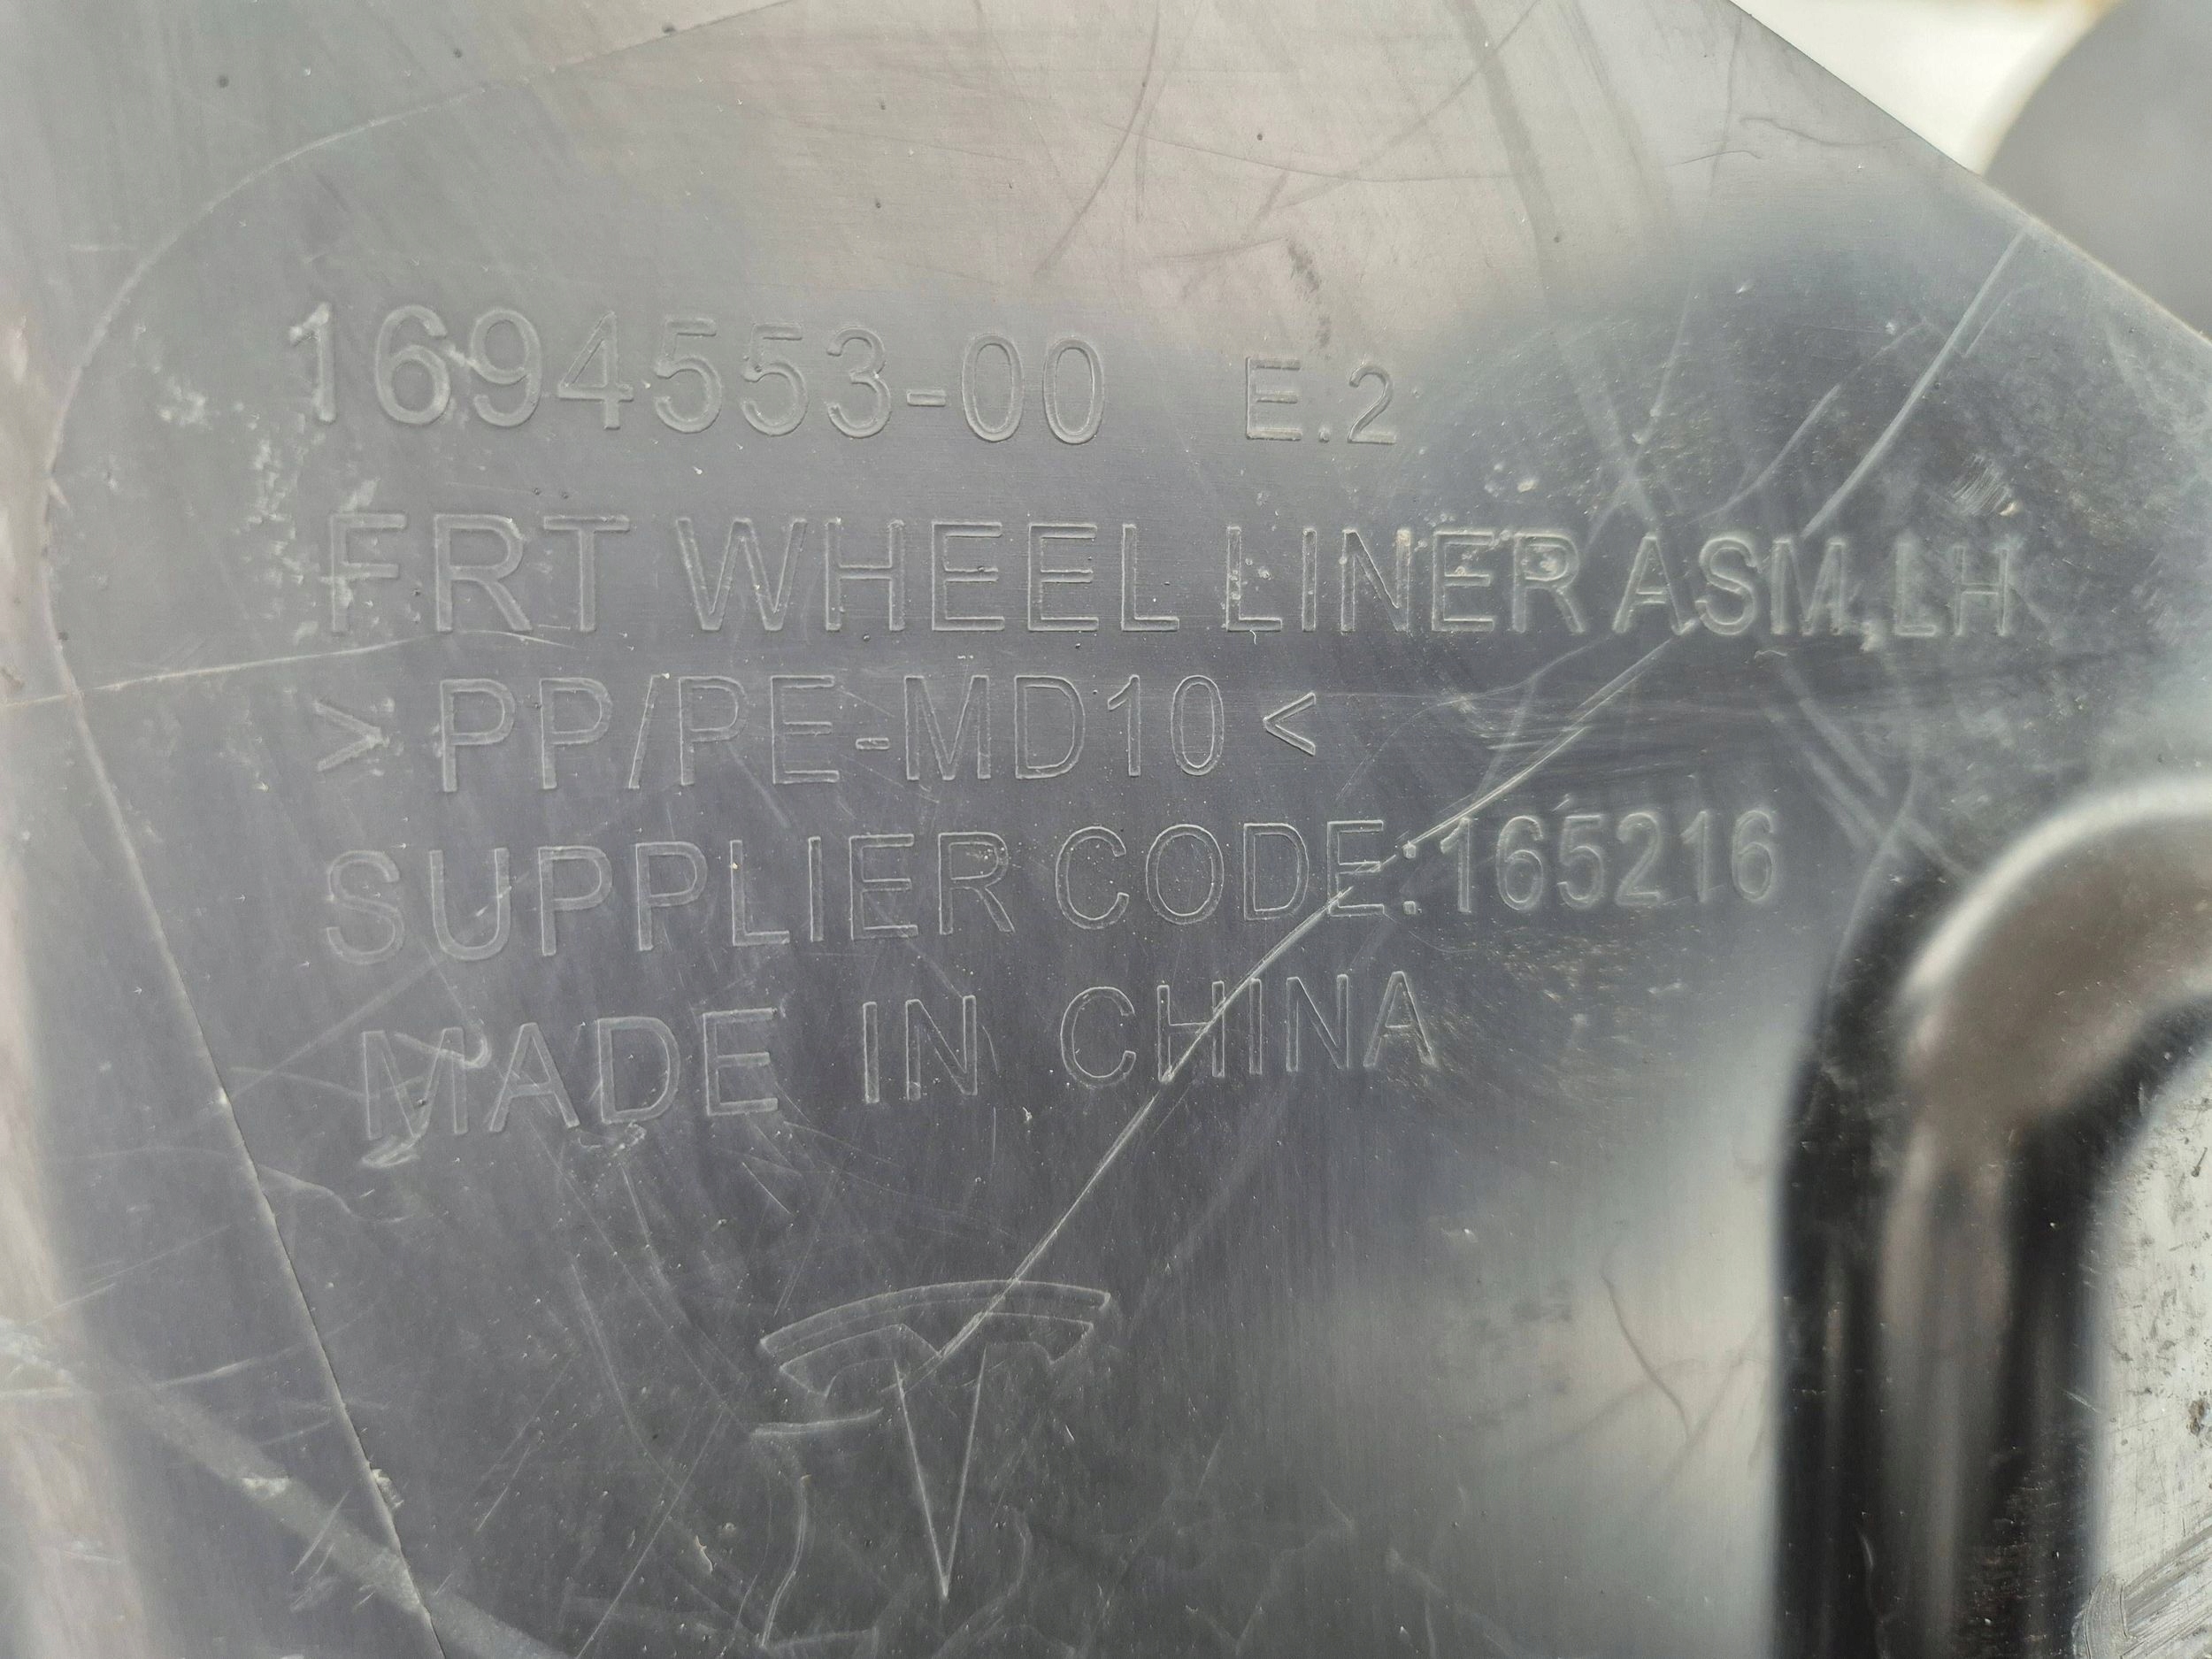 1694553-00 E.2
FRT WHEEL LINER ASM,LH
>PP/PE-MD10<
SUPPLIER CODE:165216
MADE IN CHINA